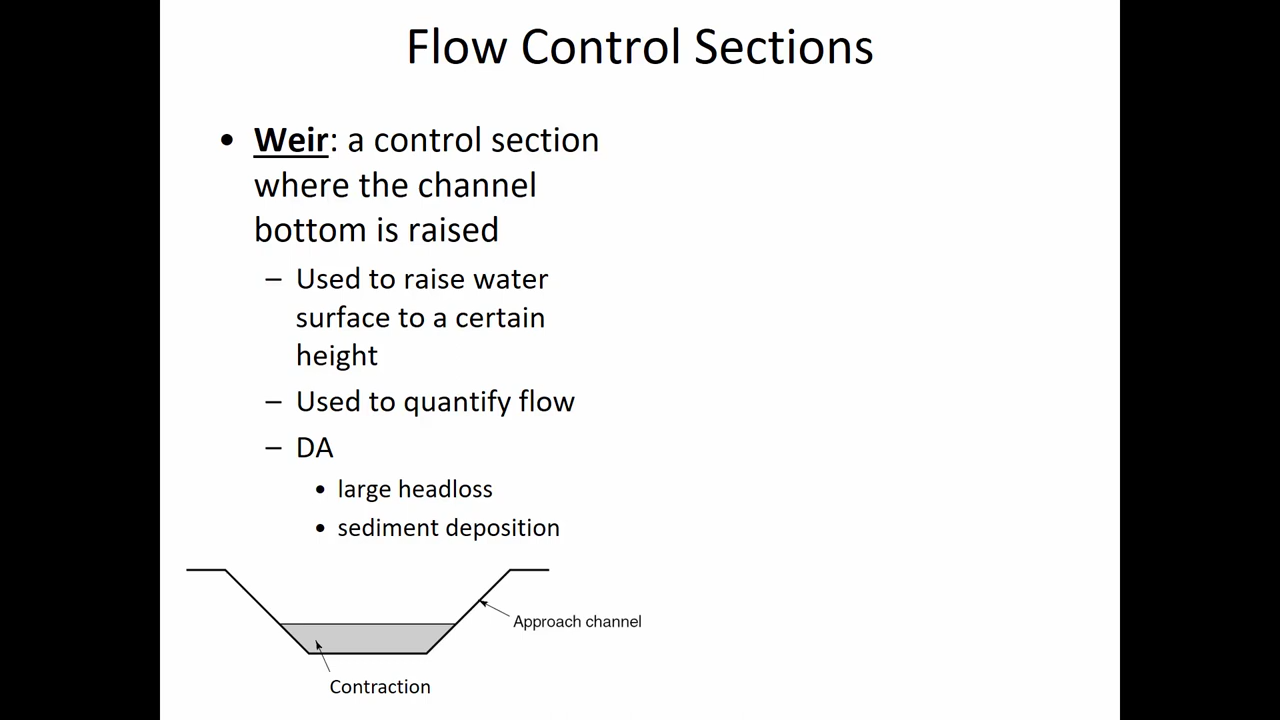 Flow Control Sections
• Weir: a control section
where the channel
bottom is raised
– Used to raise water
surface to a certain
height
– Used to quantify flow
– DA
• large headloss
• sediment deposition
Approach channel
Contraction